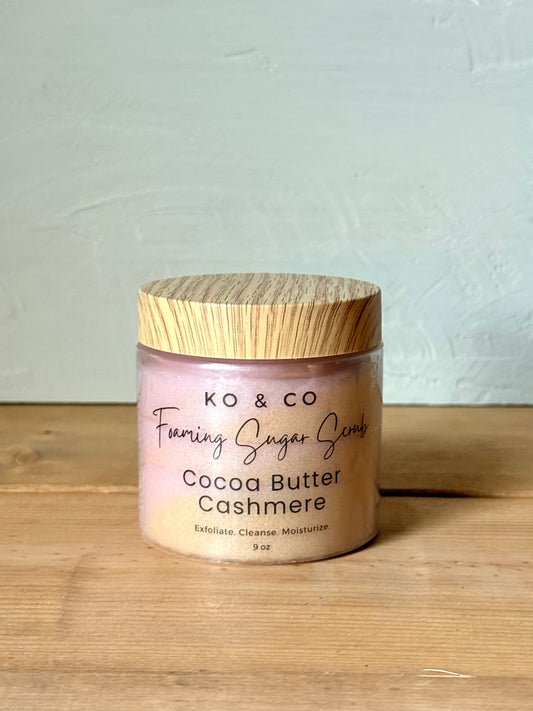 KO & CO
Foaming Sugar Scrub
Cocoa Butter
Cashmere
Exfoliate. Cleanse. Moisturize.
9 oz